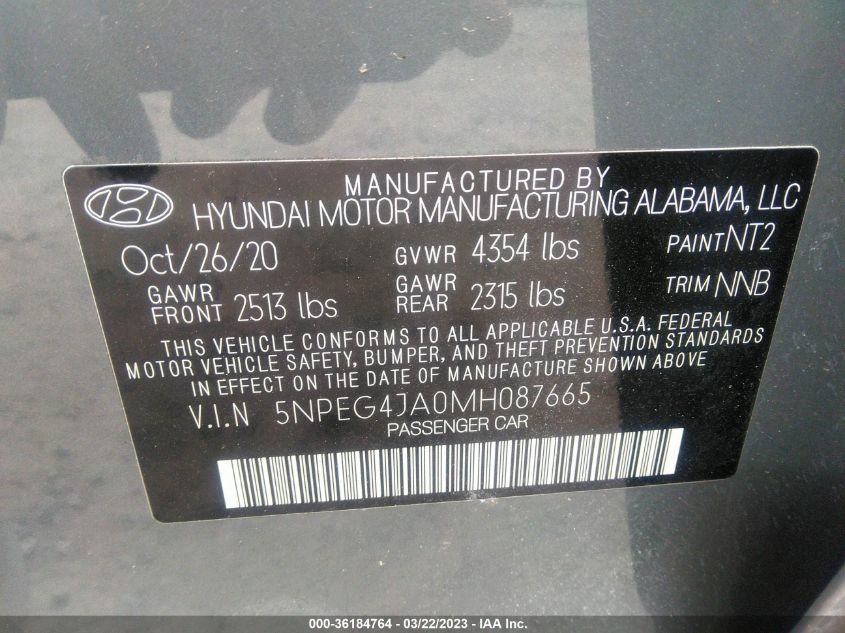 MANUFACTURED BY
HYUNDAI MOTOR MANUFACTURING ALABAMA, LLC
Oct/26/20 GVWR 4354 lbs PAINT NT2
GAWR FRONT 2513 lbs GAWR REAR 2315 lbs TRIM NNB
THIS VEHICLE CONFORMS TO ALL APPLICABLE U.S.A. FEDERAL
MOTOR VEHICLE SAFETY, BUMPER, AND THEFT PREVENTION STANDARDS
IN EFFECT ON THE DATE OF MANUFACTURE SHOWN ABOVE
V.I.N 5NPEG4JA0MH087665
PASSENGER CAR
000-36184764 - 03/22/2023 - IAA Inc.